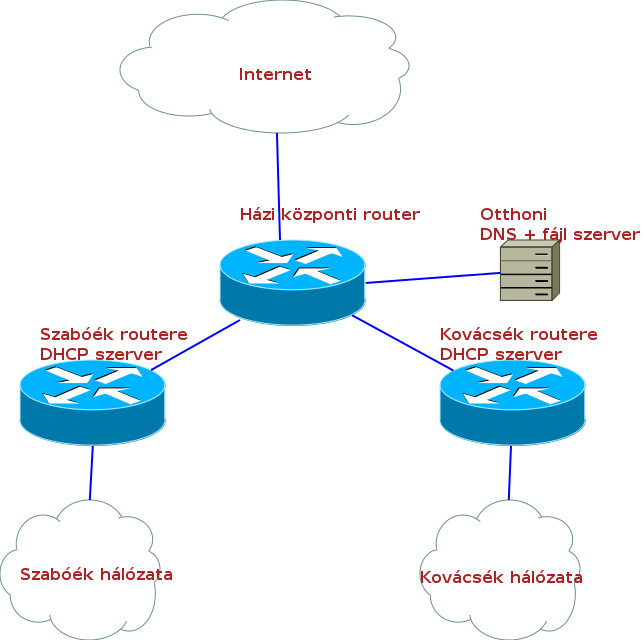 Internet
Házi központi router
Otthoni
DNS + fájl szerver
Szabóék routere
DHCP szerver
Kovácsék routere
DHCP szerver
Szabóék hálózata
Kovácsék hálózata